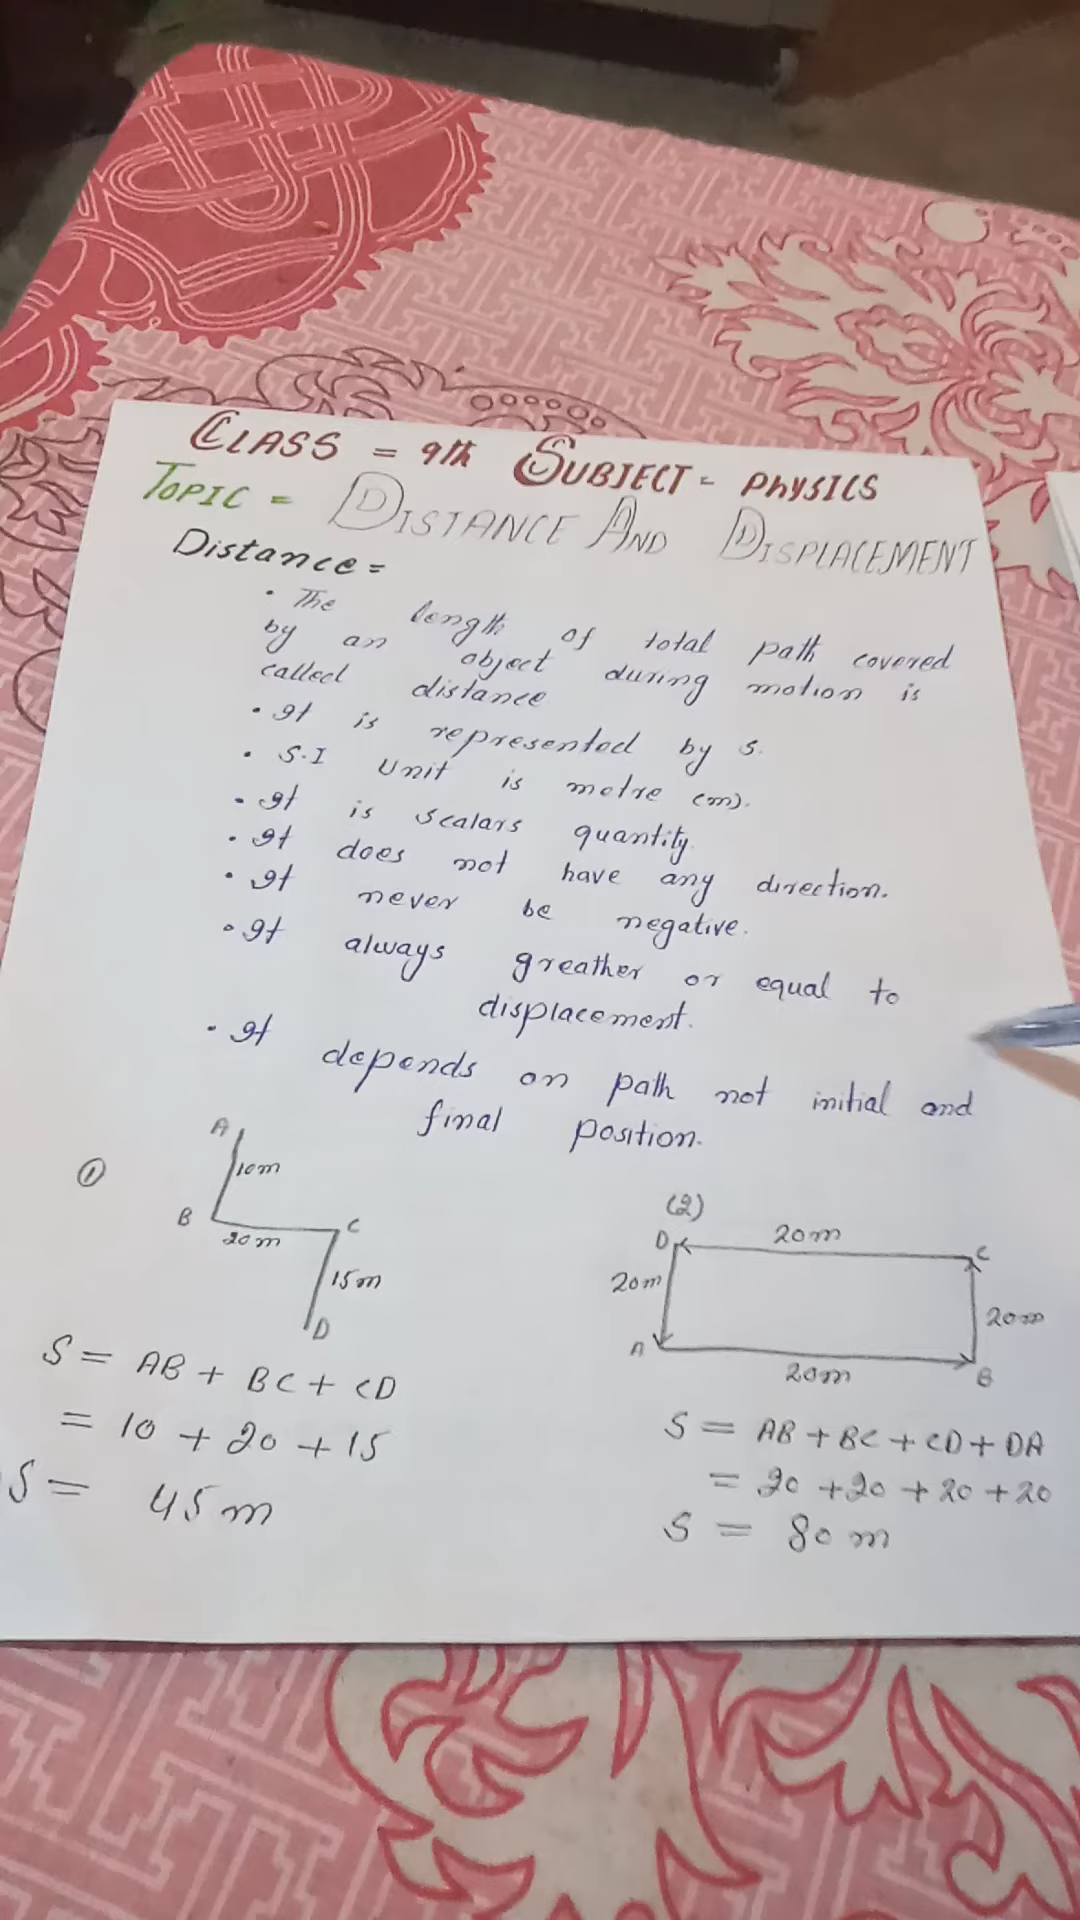 CLASS = 9th SUBJECT = PhYSICS
TOPIC = DISTANCE AND DISPLACEMENT
Distance =
• The length of total path covered
by an object during motion is
called distance
• It is represented by s.
• S.I Unit is metre (m).
• It is scalars quantity.
• It does not have any direction.
• It never be negative.
• It always greather or equal to
displacement.
• It depends on path not initial and
final position.
①
A
10m
B
20m
C
15m
D
S = AB + BC + CD
= 10 + 20 + 15
S = 45m
(2)
D
20m
C
20m
20m
A
20m
B
S = AB + BC + CD + DA
= 20 + 20 + 20 + 20
S = 80 m